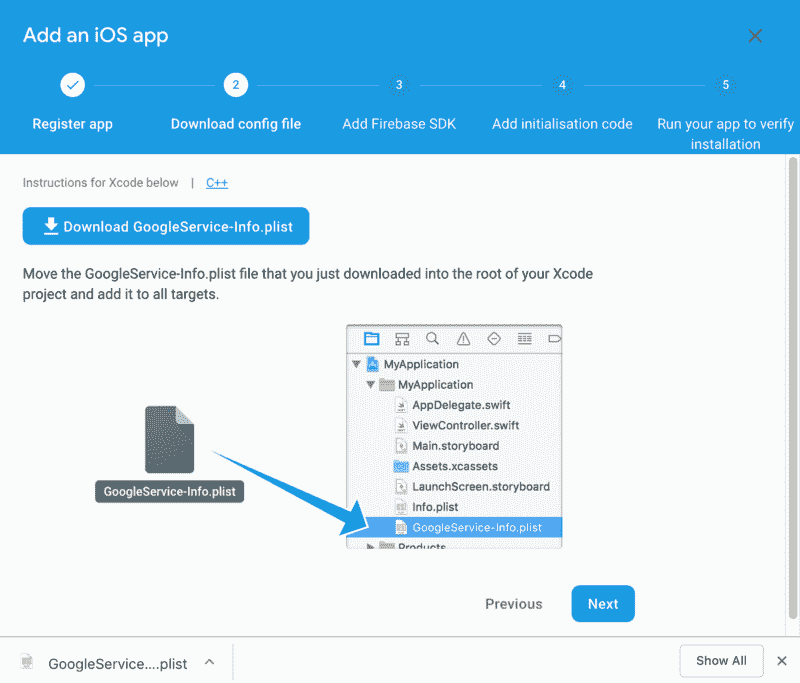 Add an iOS app
2
3
4
5
Register app
Download config file
Add Firebase SDK
Add initialisation code
Run your app to verify
installation
Instructions for Xcode below | C++
Download GoogleService-Info.plist
Move the GoogleService-Info.plist file that you just downloaded into the root of your Xcode
project and add it to all targets.
GoogleService-Info.plist
MyApplication
MyApplication
AppDelegate.swift
ViewController.swift
Main.storyboard
Assets.xcassets
LaunchScreen.storyboard
Info.plist
GoogleService-Info.plist
Products
Previous
Next
GoogleService....plist
Show All